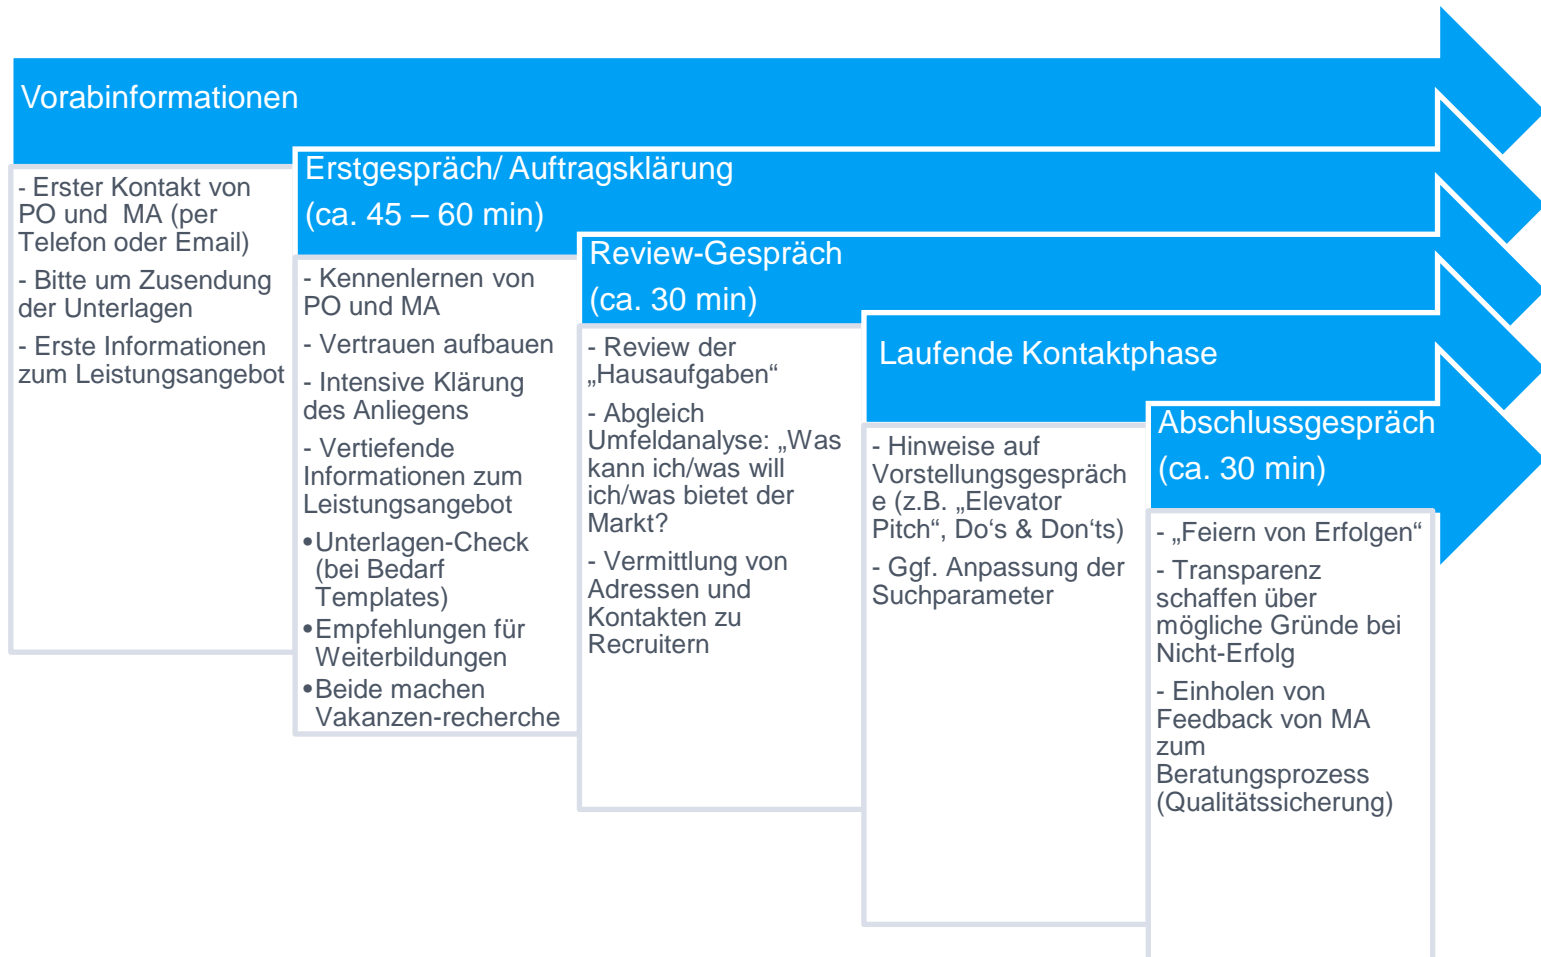 Vorabinformationen
- Erster Kontakt von
PO und  MA (per
Telefon oder Email)
- Bitte um Zusendung
der Unterlagen
- Erste Informationen
zum Leistungsangebot
Erstgespräch/ Auftragsklärung
(ca. 45 – 60 min)
- Kennenlernen von
PO und MA
- Vertrauen aufbauen
- Intensive Klärung
des Anliegens
- Vertiefende
Informationen zum
Leistungsangebot
•Unterlagen-Check
(bei Bedarf
Templates)
•Empfehlungen für
Weiterbildungen
•Beide machen
Vakanzen-recherche
Review-Gespräch
(ca. 30 min)
- Review der
„Hausaufgaben“
- Abgleich
Umfeldanalyse: „Was
kann ich/was will
ich/was bietet der
Markt?
- Vermittlung von
Adressen und
Kontakten zu
Recruitern
Laufende Kontaktphase
- Hinweise auf
Vorstellungsgespräch
e (z.B. „Elevator
Pitch“, Do‘s & Don‘ts)
- Ggf. Anpassung der
Suchparameter
Abschlussgespräch
(ca. 30 min)
- „Feiern von Erfolgen“
- Transparenz
schaffen über
mögliche Gründe bei
Nicht-Erfolg
- Einholen von
Feedback von MA
zum
Beratungsprozess
(Qualitätssicherung)